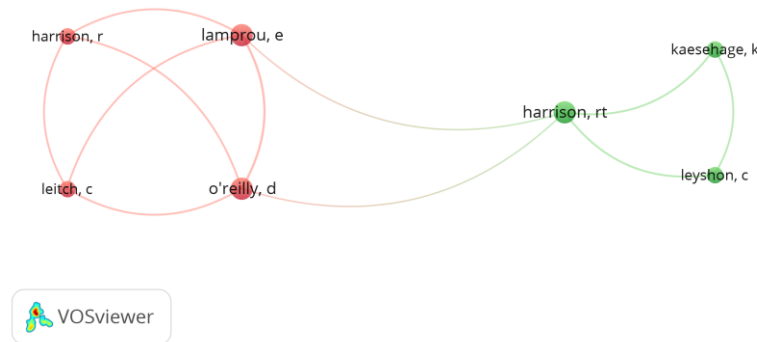 harrison, r
lamprou, e
kaesehage, k
harrison, rt
leitch, c
o'reilly, d
leyshon, c
VOSviewer